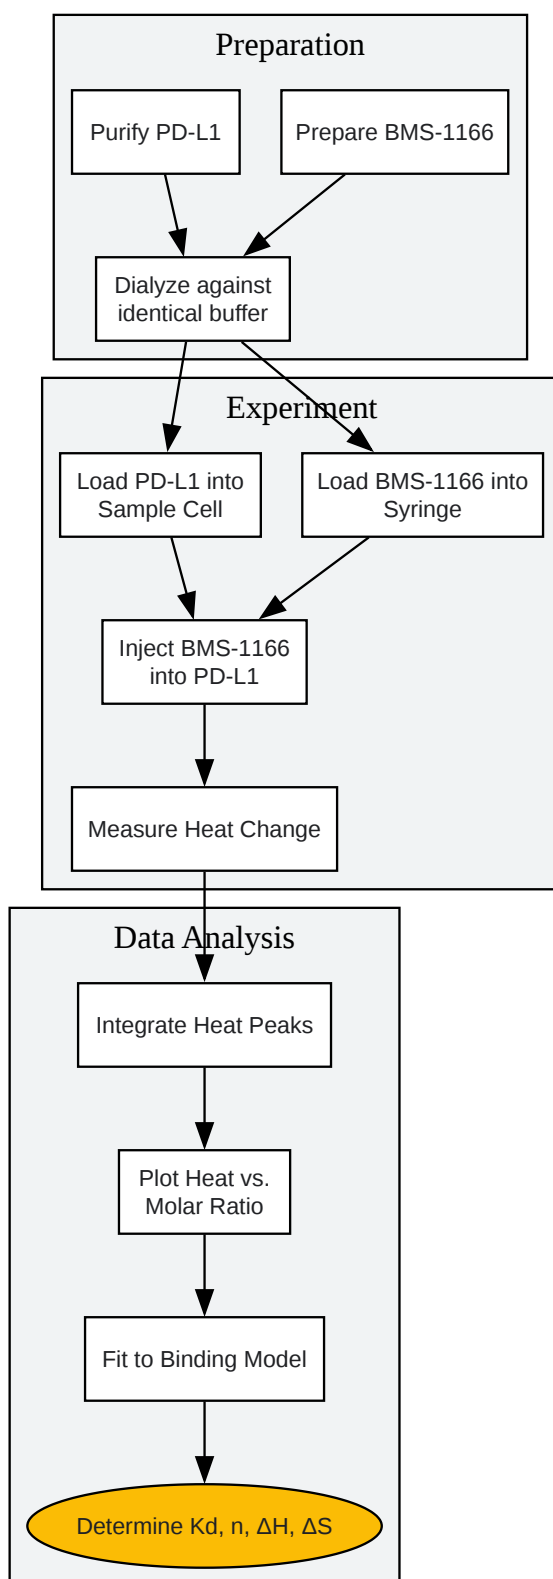 Preparation
Purify PD-L1
Prepare BMS-1166
Dialyze against
identical buffer
Experiment
Load PD-L1 into
Sample Cell
Load BMS-1166 into
Syringe
Inject BMS-1166
into PD-L1
Measure Heat Change
Data Analysis
Integrate Heat Peaks
Plot Heat vs.
Molar Ratio
Fit to Binding Model
Determine Kd, n, ΔH, ΔS